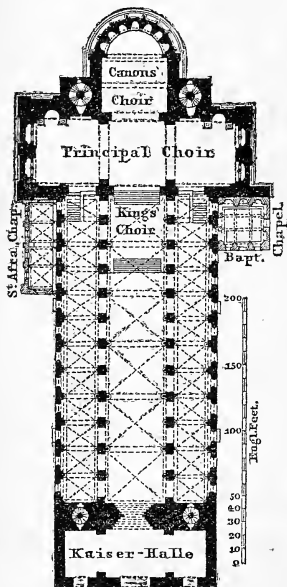 Canons'
Choir
Principal Choir
Kings'
Choir
St Afra Chap.
Bapt.
Chapel.
200
150
100
50
40
30
20
10
0
Engl. Feet.
Kaiser-Halle